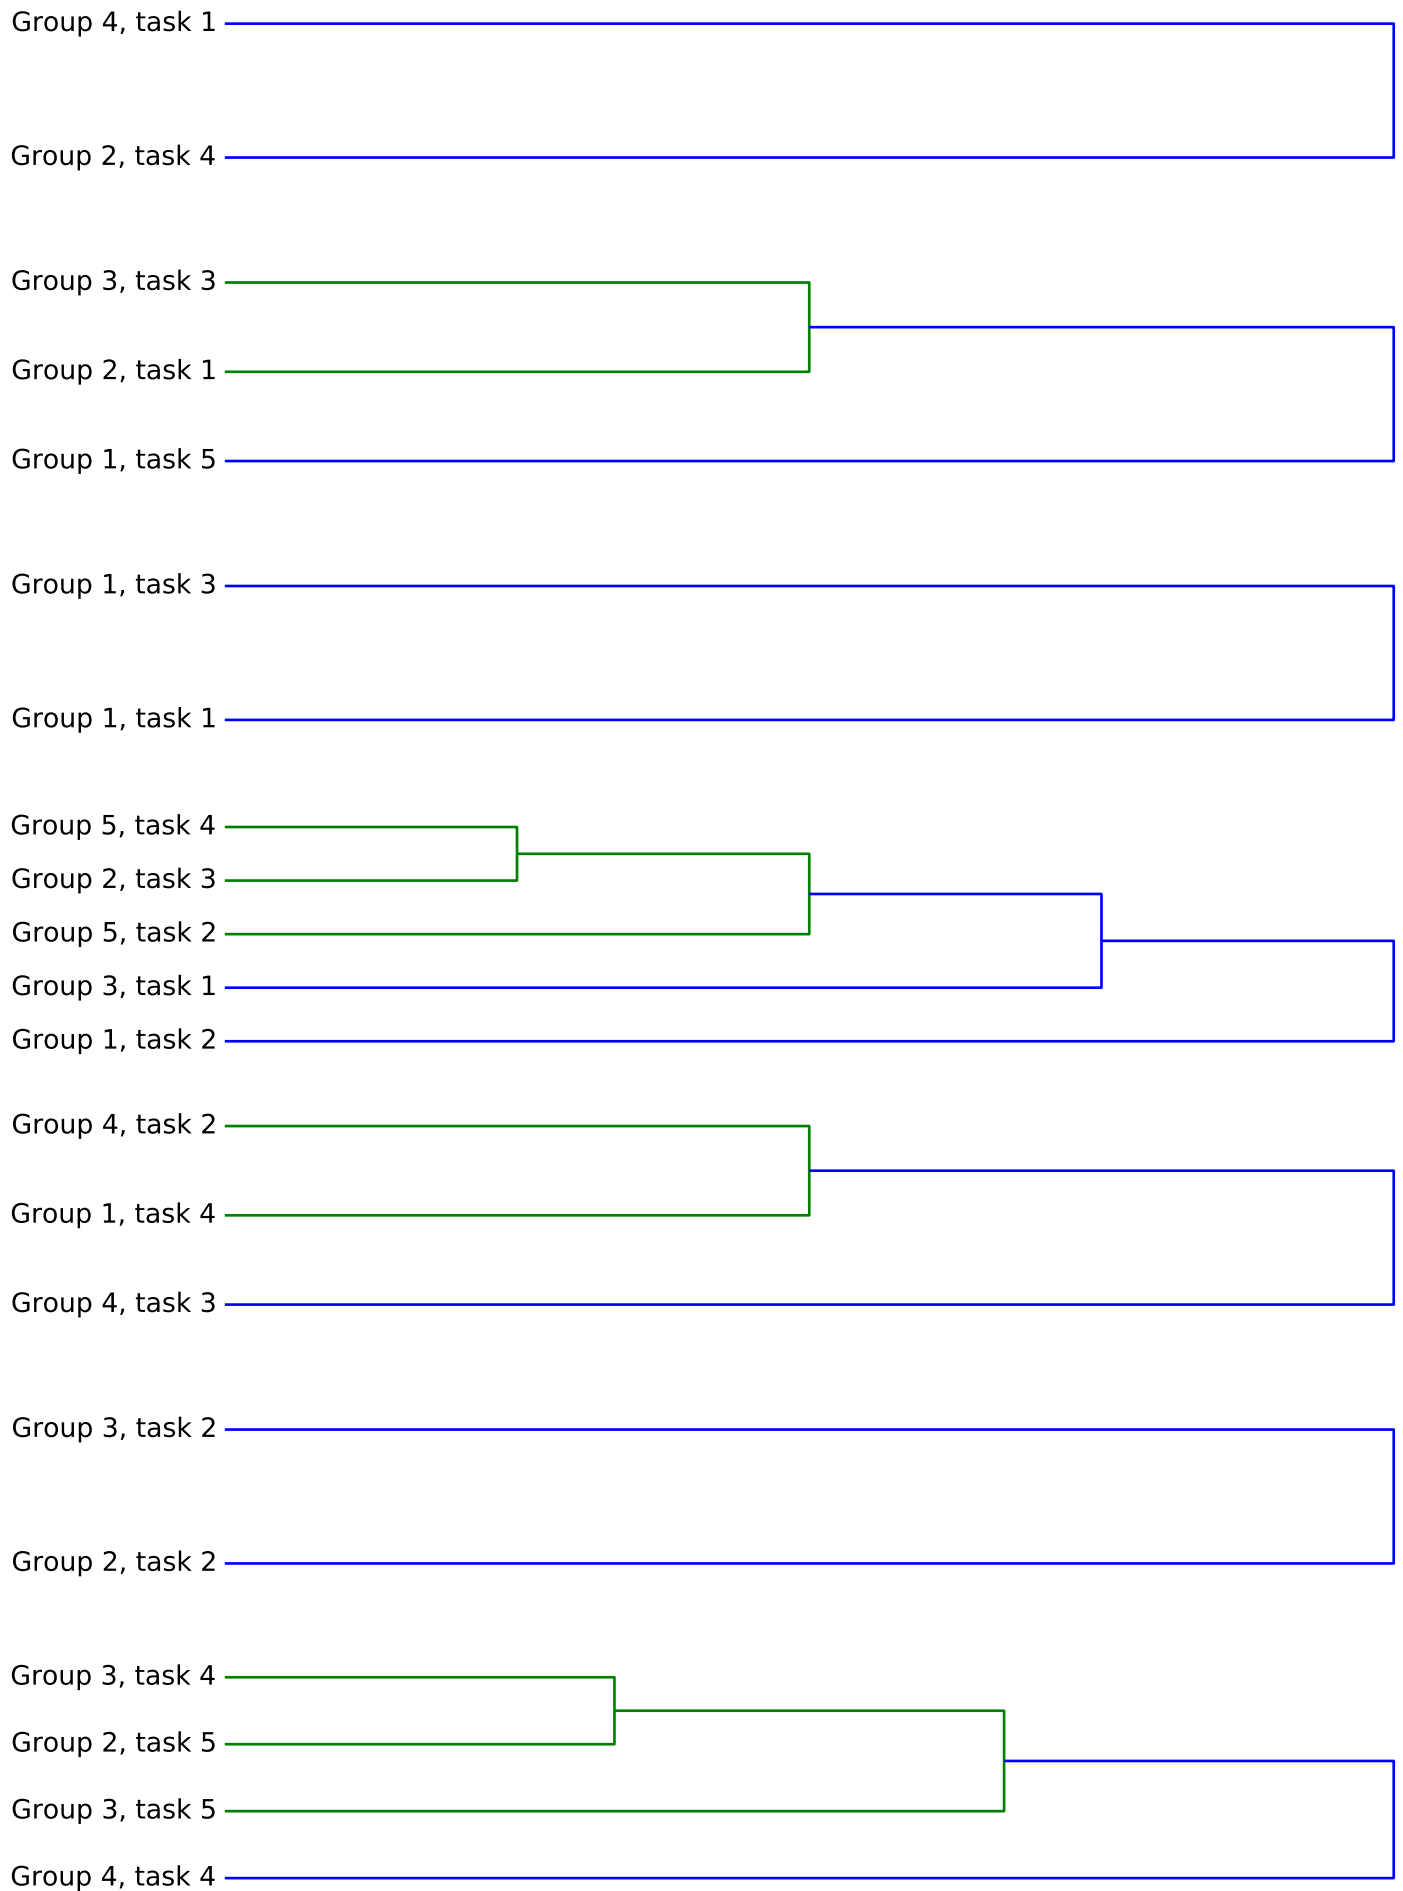 Group 4, task 1
Group 2, task 4
Group 3, task 3
Group 2, task 1
Group 1, task 5
Group 1, task 3
Group 1, task 1
Group 5, task 4
Group 2, task 3
Group 5, task 2
Group 3, task 1
Group 1, task 2
Group 4, task 2
Group 1, task 4
Group 4, task 3
Group 3, task 2
Group 2, task 2
Group 3, task 4
Group 2, task 5
Group 3, task 5
Group 4, task 4